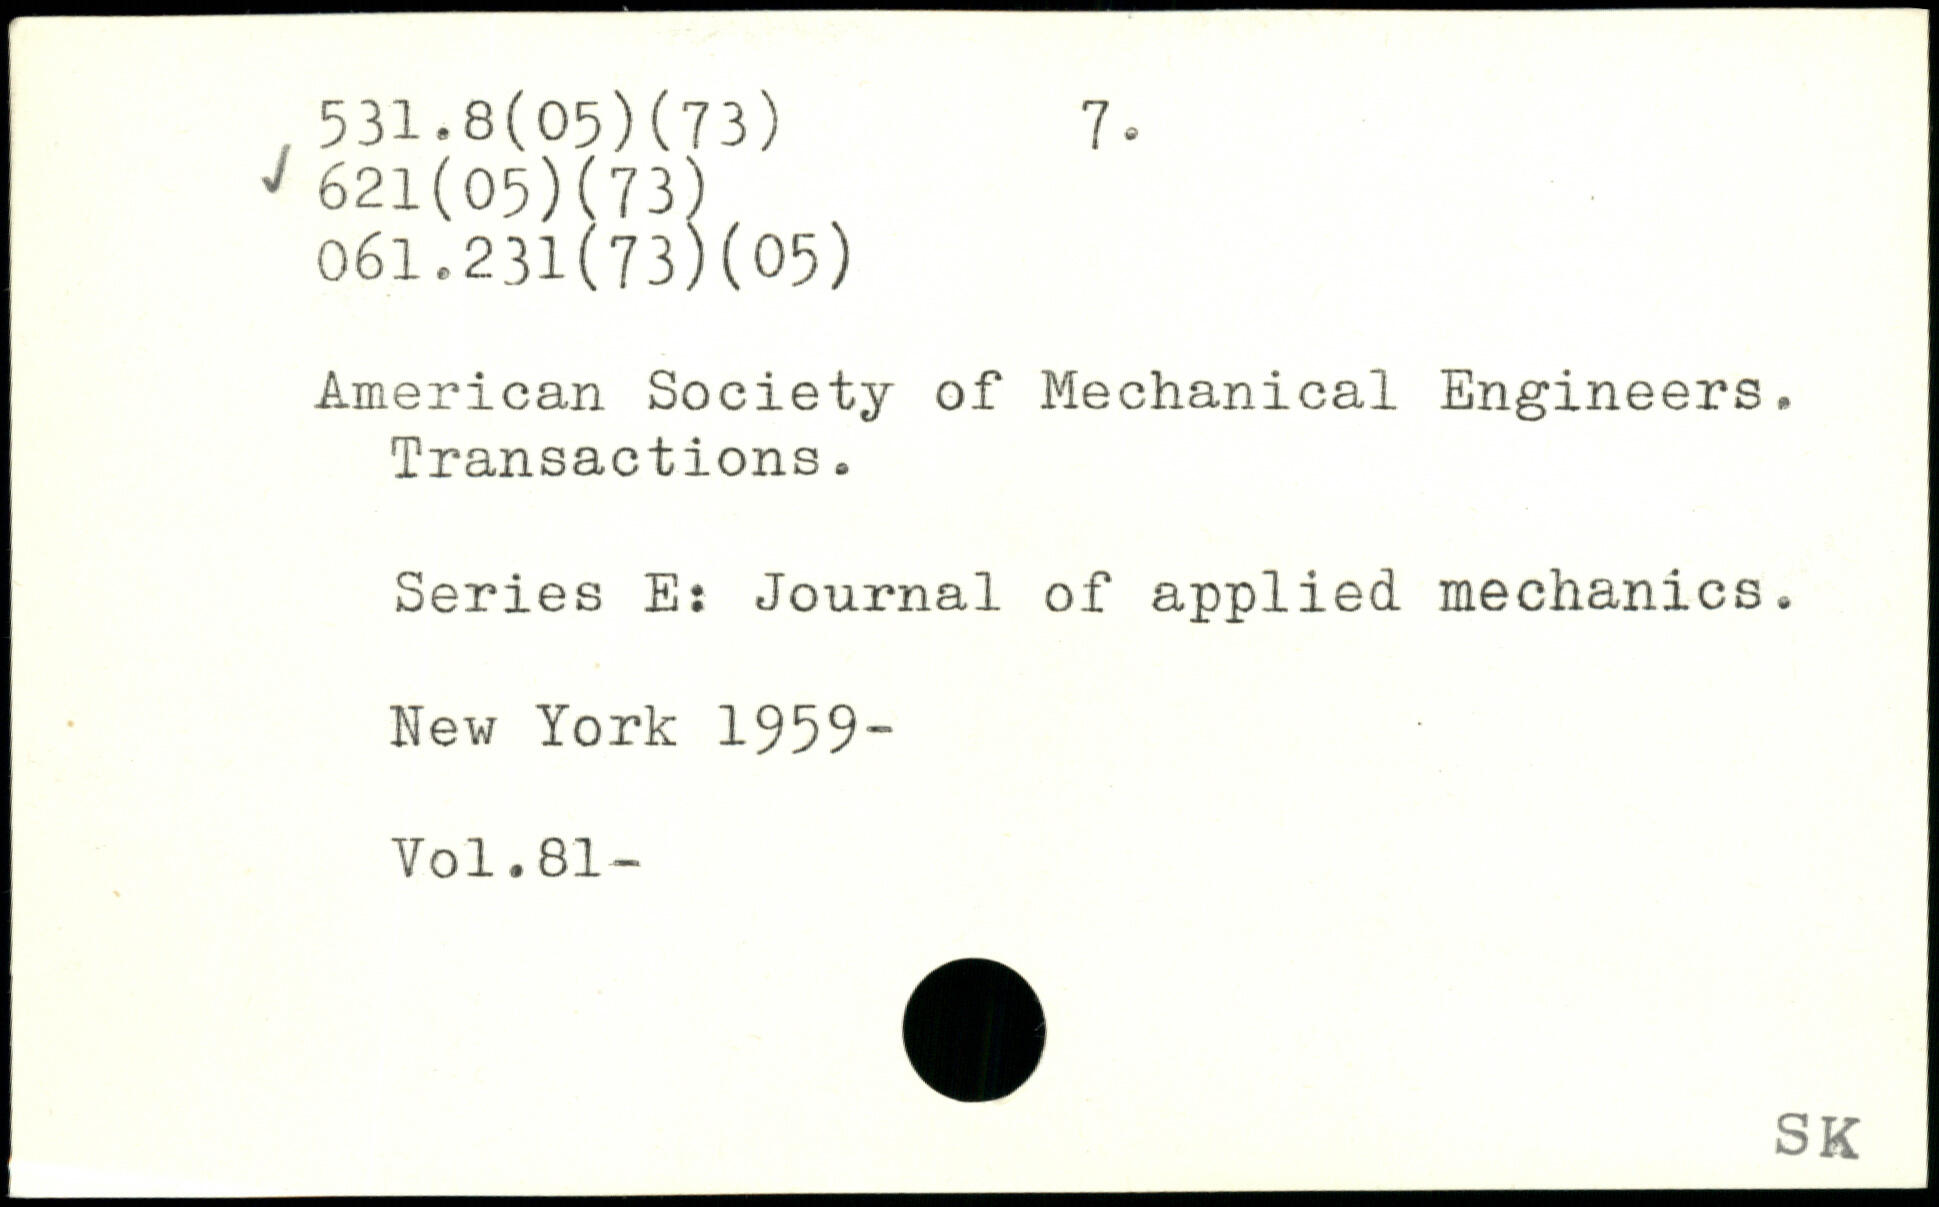 531.8(05)(73) 7.
✓ 621(05)(73)
061.231(73)(05)
American Society of Mechanical Engineers.
Transactions.
Series E: Journal of applied mechanics.
New York 1959-
Vol.81-
SK